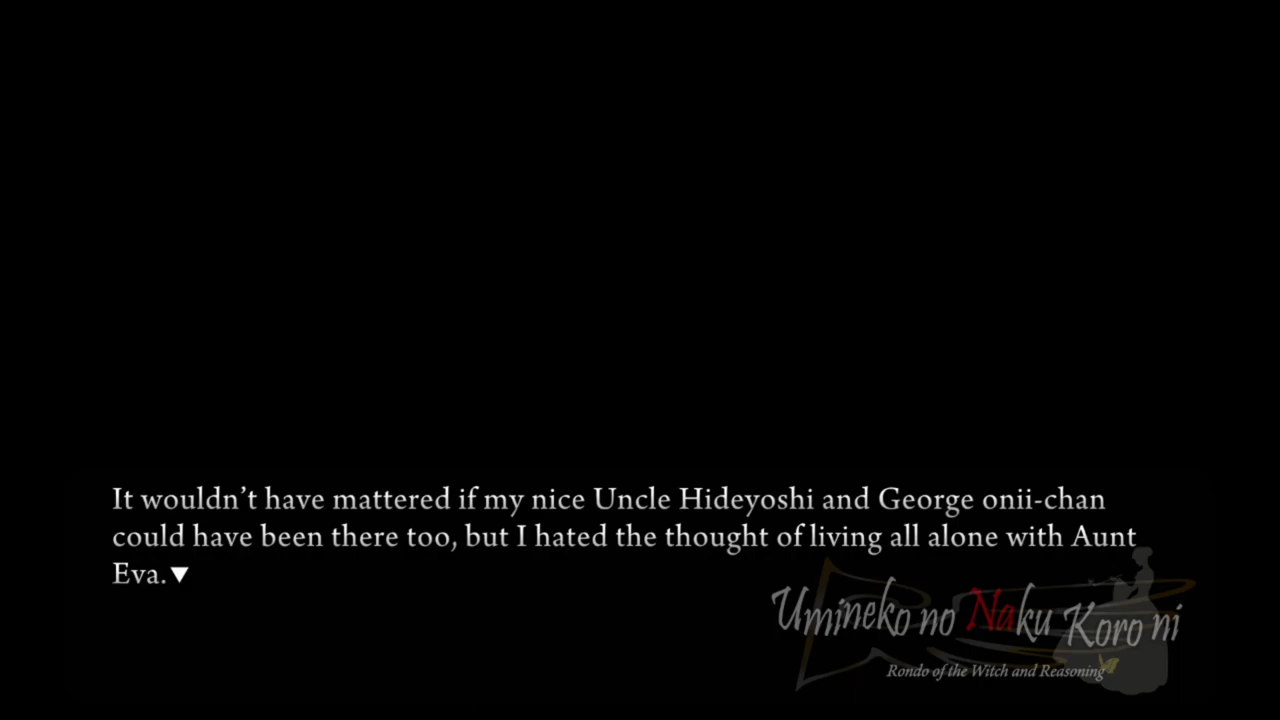 It wouldn't have mattered if my nice Uncle Hideyoshi and George onii-chan
could have been there too, but I hated the thought of living all alone with Aunt
Eva.▼
Umineko no Naku Koro ni
Rondo of the Witch and Reasoning